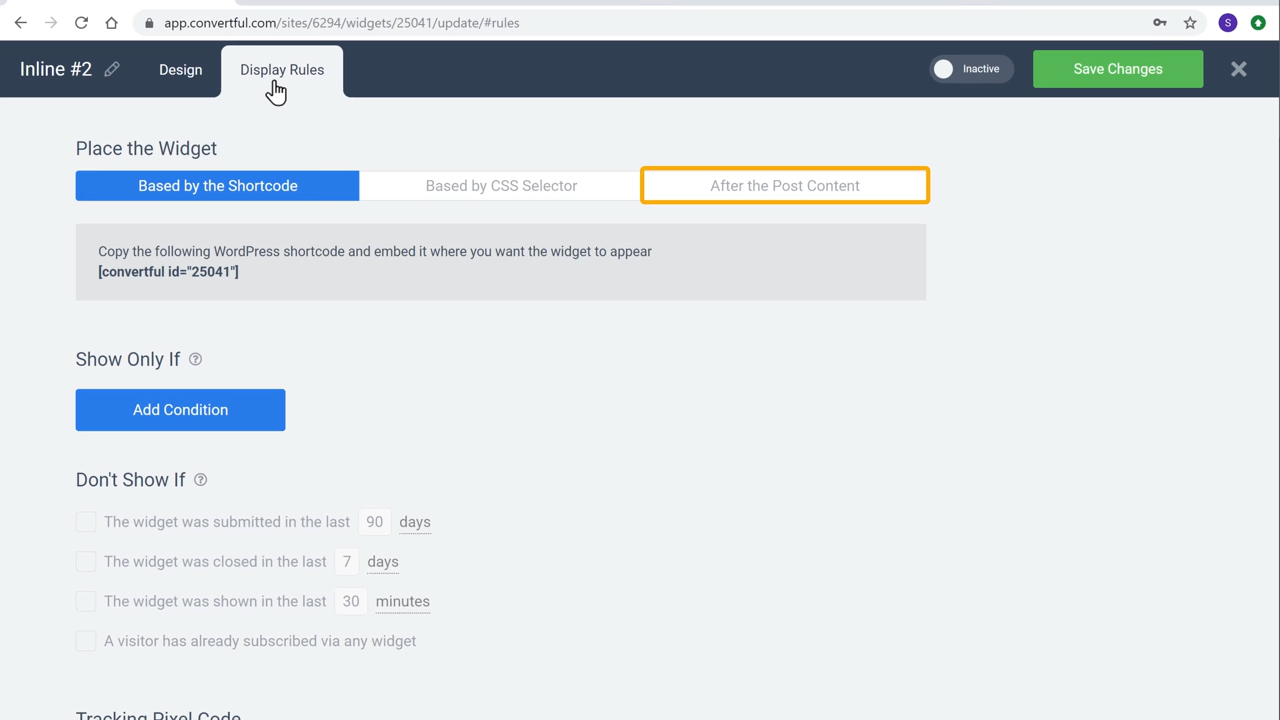 app.convertful.com/sites/6294/widgets/25041/update/#rules
S
Inline #2
Design
Display Rules
Inactive
Save Changes
Place the Widget
Based by the Shortcode
Based by CSS Selector
After the Post Content
Copy the following WordPress shortcode and embed it where you want the widget to appear
[convertful id="25041"]
Show Only If ?
Add Condition
Don't Show If ?
The widget was submitted in the last 90 days
The widget was closed in the last 7 days
The widget was shown in the last 30 minutes
A visitor has already subscribed via any widget
Tracking Pixel Code